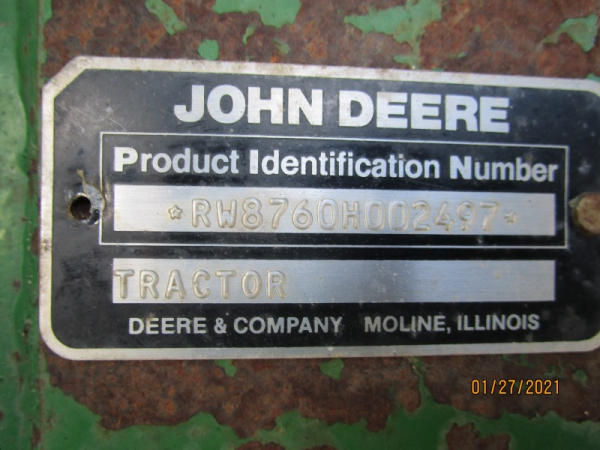 JOHN DEERE
Product Identification Number
*RW8760H002497*
TRACTOR
DEERE & COMPANY MOLINE, ILLINOIS
01/27/2021